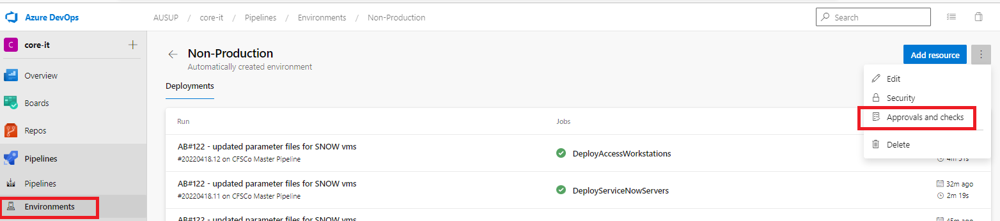 Azure DevOps
AUSUP / core-it / Pipelines / Environments / Non-Production
Search
C core-it
Non-Production
Automatically created environment
Add resource
Overview
Boards
Repos
Pipelines
Pipelines
Environments
Deployments
Edit
Security
Approvals and checks
Delete
Run Jobs
AB#122 - updated parameter files for SNOW vms
#20220418.12 on CFSCo Master Pipeline
DeployAccessWorkstations
4m 51s
AB#122 - updated parameter files for SNOW vms
#20220418.11 on CFSCo Master Pipeline
DeployServiceNowServers
32m ago
2m 19s
AB#122 - updated parameter files for SNOW vms
45m ago